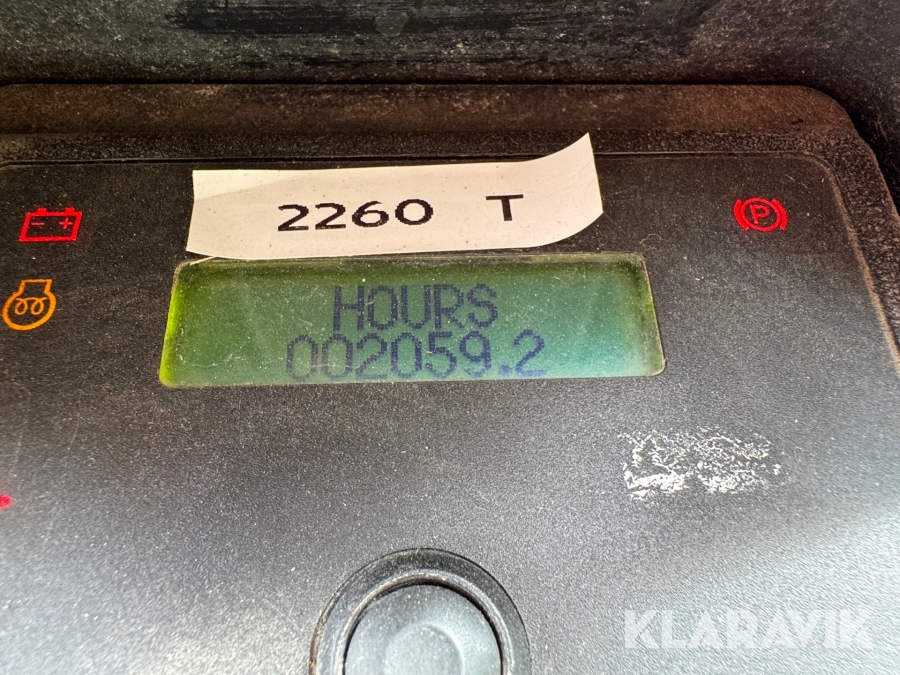 2260 T
P
HOURS
002059.2
KLARAVIK